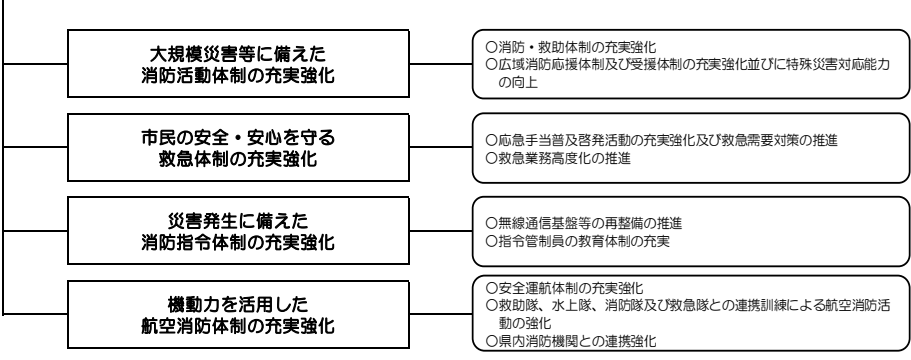 大規模災害等に備えた
消防活動体制の充実強化
○消防・救助体制の充実強化
○広域消防応援体制及び受援体制の充実強化並びに特殊災害対応能力
の向上
市民の安全・安心を守る
救急体制の充実強化
○応急手当普及啓発活動の充実強化及び救急需要対策の推進
○救急業務高度化の推進
災害発生に備えた
消防指令体制の充実強化
○無線通信基盤等の再整備の推進
○指令管制員の教育体制の充実
機動力を活用した
航空消防体制の充実強化
○安全運航体制の充実強化
○救助隊、水上隊、消防隊及び救急隊との連携訓練による航空消防活
動の強化
○県内消防機関との連携強化